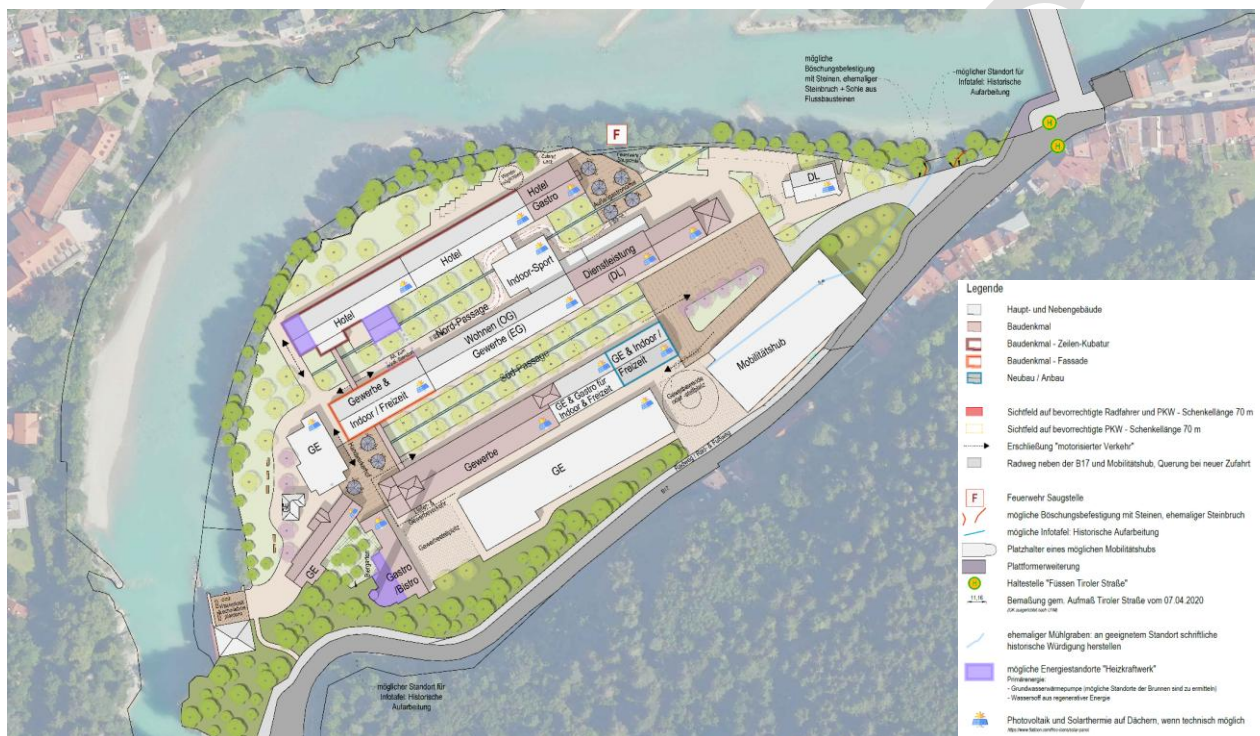 mögliche
Böschungsbefestigung
mit Steinen, ehemaliger
Steinbruch + Sohle aus
Flussbausteinen
möglicher Standort für
Infotafel: Historische
Aufarbeitung
H
H
F
DL
Hotel
Gastro
Außengastronomie
Hotel
Indoor-Sport
Dienstleistung
(DL)
Hotel
Nord-Passage
Wohnen (OG)
Gewerbe (EG)
Süd-Passage
Gewerbe &
Indoor / Freizeit
GE & Indoor /
Freizeit
GE & Gastro für
Indoor & Freizeit
Mobilitätshub
GE
Gewerbe
GE
Radweg / Rad- & Fußweg
B17
GE
Biergarten
Gastro
/Bistro
möglicher Standort für
Infotafel: Historische
Aufarbeitung
Legende
Haupt- und Nebengebäude
Baudenkmal
Baudenkmal - Zeilen-Kubatur
Baudenkmal - Fassade
Neubau / Anbau
Sichtfeld auf bevorrechtigte Radfahrer und PKW - Schenkellänge 70 m
Sichtfeld auf bevorrechtigte PKW - Schenkellänge 70 m
Erschließung "motorisierter Verkehr"
Radweg neben der B17 und Mobilitätshub, Querung bei neuer Zufahrt
F Feuerwehr Saugstelle
mögliche Böschungsbefestigung mit Steinen, ehemaliger Steinbruch
mögliche Infotafel: Historische Aufarbeitung
Platzhalter eines möglichen Mobilitätshubs
Plattformerweiterung
H Haltestelle "Füssen Tiroler Straße"
11,16 Bemaßung gem. Aufmaß Tiroler Straße vom 07.04.2020
ehemaliger Mühlgraben: an geeignetem Standort schriftliche
historische Würdigung herstellen
mögliche Energiestandorte "Heizkraftwerk"
Primärenergie:
- Grundwasserwärmepumpe (mögliche Standorte der Brunnen sind zu ermitteln)
- Wasserstoff aus regenerativer Energie
Photovoltaik und Solarthermie auf Dächern, wenn technisch möglich